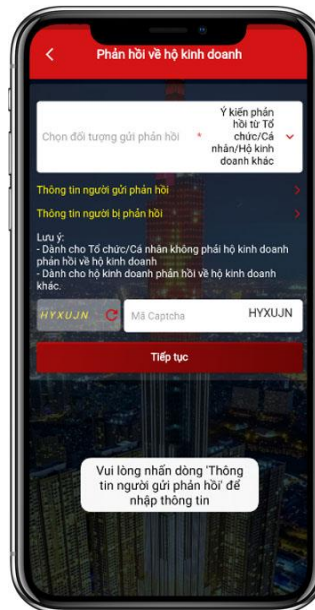 Phản hồi về hộ kinh doanh
Chọn đối tượng gửi phản hồi *
Ý kiến phản
hồi từ Tổ
chức/Cá
nhân/Hộ kinh
doanh khác
Thông tin người gửi phản hồi
Thông tin người bị phản hồi
Lưu ý:
- Dành cho Tổ chức/Cá nhân không phải hộ kinh doanh
phản hồi về hộ kinh doanh
- Dành cho hộ kinh doanh phản hồi về hộ kinh doanh
khác.
HYXUJN
Mã Captcha
HYXUJN
Tiếp tục
Vui lòng nhấn dòng 'Thông
tin người gửi phản hồi' để
nhập thông tin